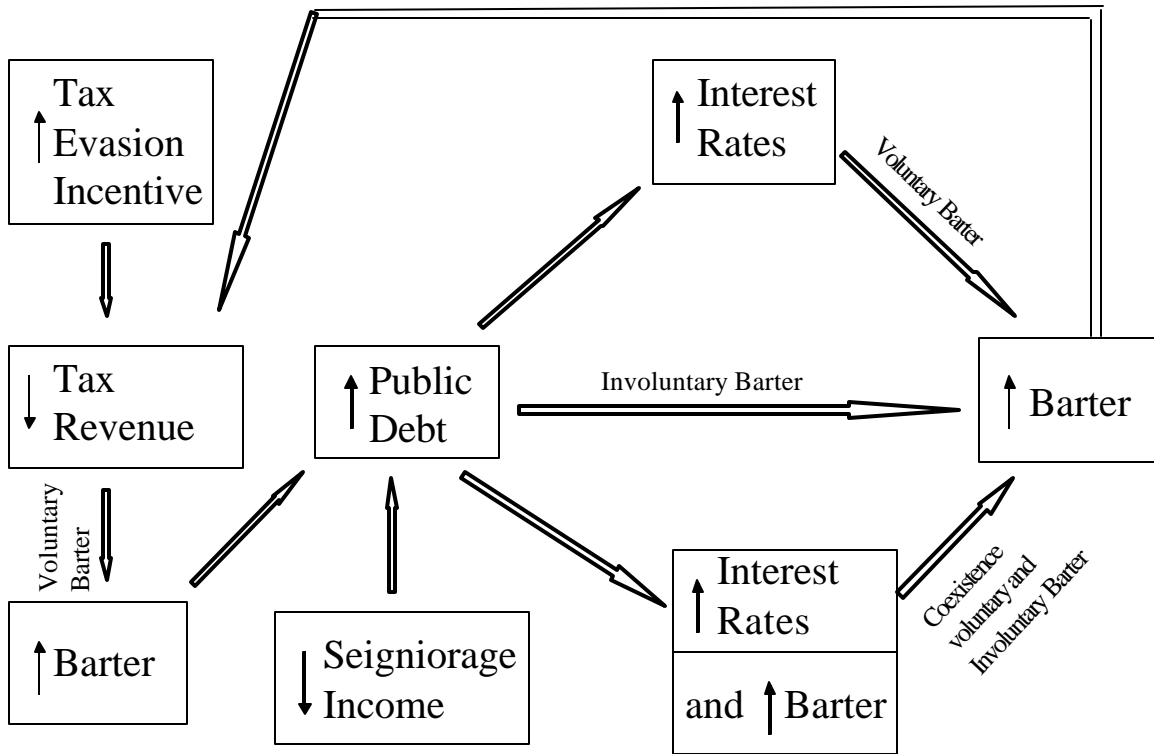 Tax
Evasion
Incentive
Interest
Rates
Voluntary Barter
Tax
Revenue
Public
Debt
Involuntary Barter
Barter
Voluntary
Barter
Barter
Seigniorage
Income
Interest
Rates
and Barter
Coexistence
voluntary and
Involuntary Barter